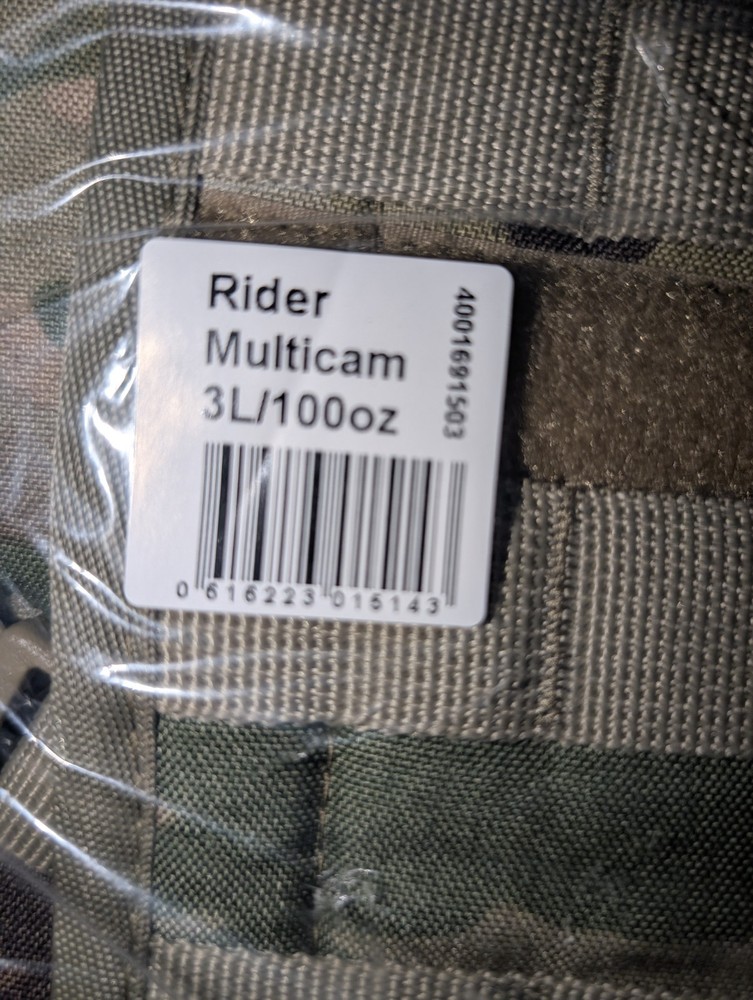 Rider
Multicam
3L/100oz
4001691503
0 616223 015143